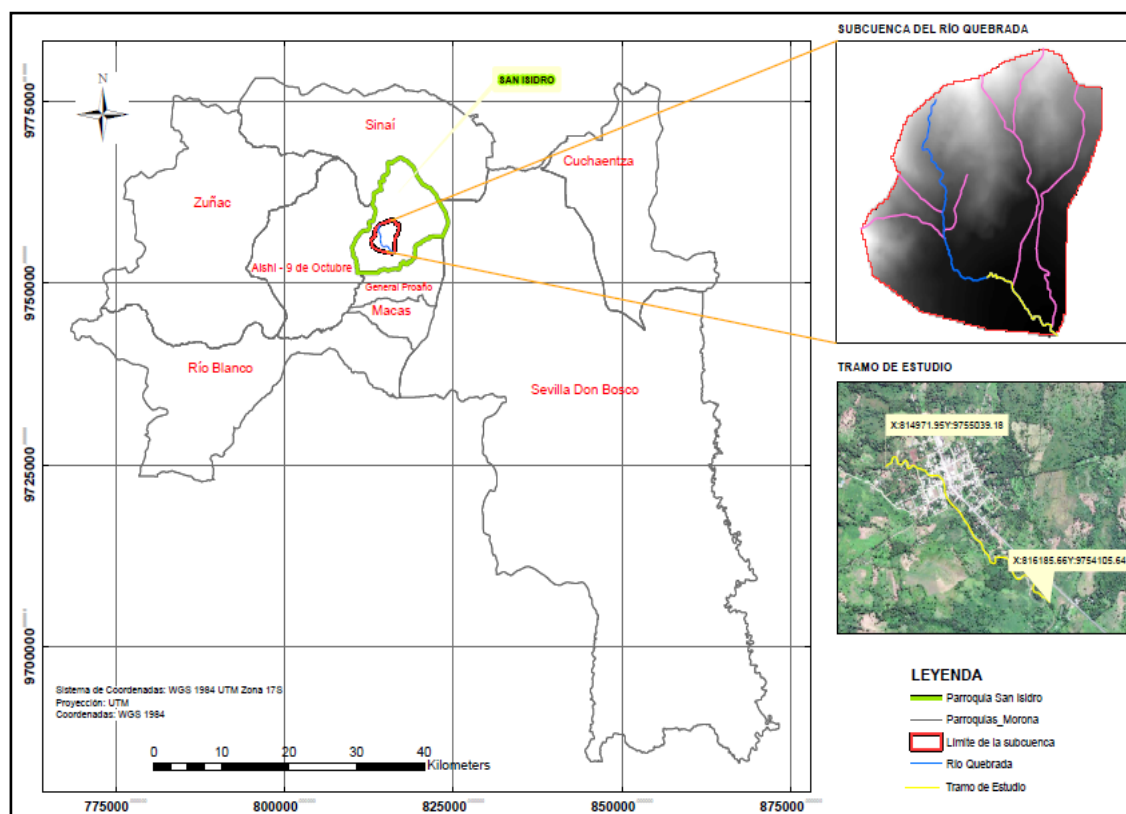 SUBCUENCA DEL RÍO QUEBRADA
N
SAN ISIDRO
Sinaí
Cuchaentza
Zuñac
Alshi - 9 de Octubre
General Proaño
Macas
Río Blanco
Sevilla Don Bosco
9775000
9750000
9725000
9700000
775000
800000
825000
850000
875000
Sistema de Coordenadas: WGS 1984 UTM Zona 17S
Proyección: UTM
Coordenadas: WGS 1984
0 10 20 30 40
Kilometers
TRAMO DE ESTUDIO
X:814971.95Y:9755039.18
X:816185.66Y:9754105.64
LEYENDA
Parroquia San Isidro
Parroquias_Morona
Límite de la subcuenca
Río Quebrada
Tramo de Estudio